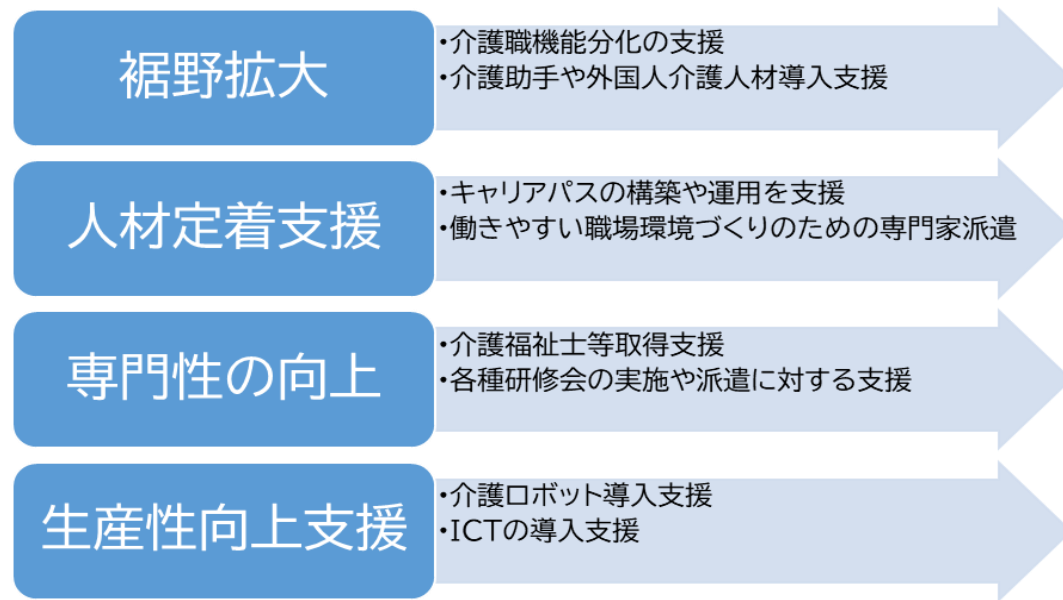 裾野拡大
・介護職機能分化の支援
・介護助手や外国人介護人材導入支援
人材定着支援
・キャリアパスの構築や運用を支援
・働きやすい職場環境づくりのための専門家派遣
専門性の向上
・介護福祉士等取得支援
・各種研修会の実施や派遣に対する支援
生産性向上支援
・介護ロボット導入支援
・ICTの導入支援